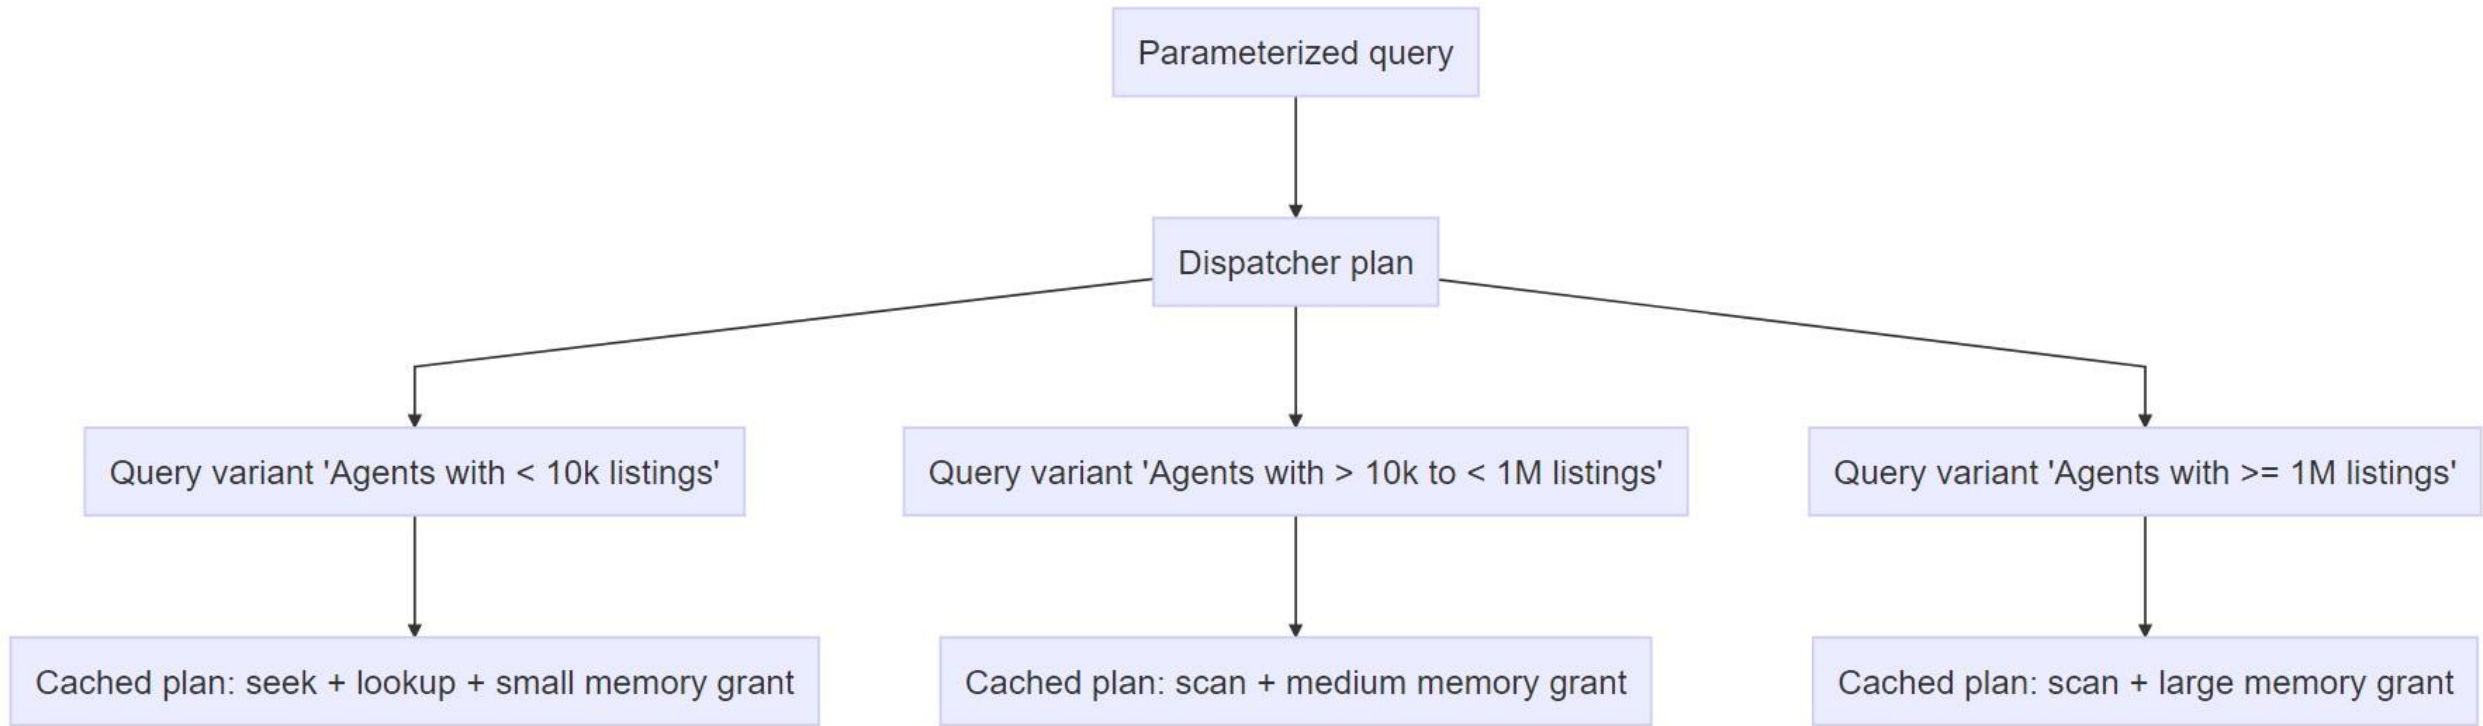 Parameterized query
Dispatcher plan
Query variant 'Agents with < 10k listings'
Query variant 'Agents with > 10k to < 1M listings'
Query variant 'Agents with >= 1M listings'
Cached plan: seek + lookup + small memory grant
Cached plan: scan + medium memory grant
Cached plan: scan + large memory grant